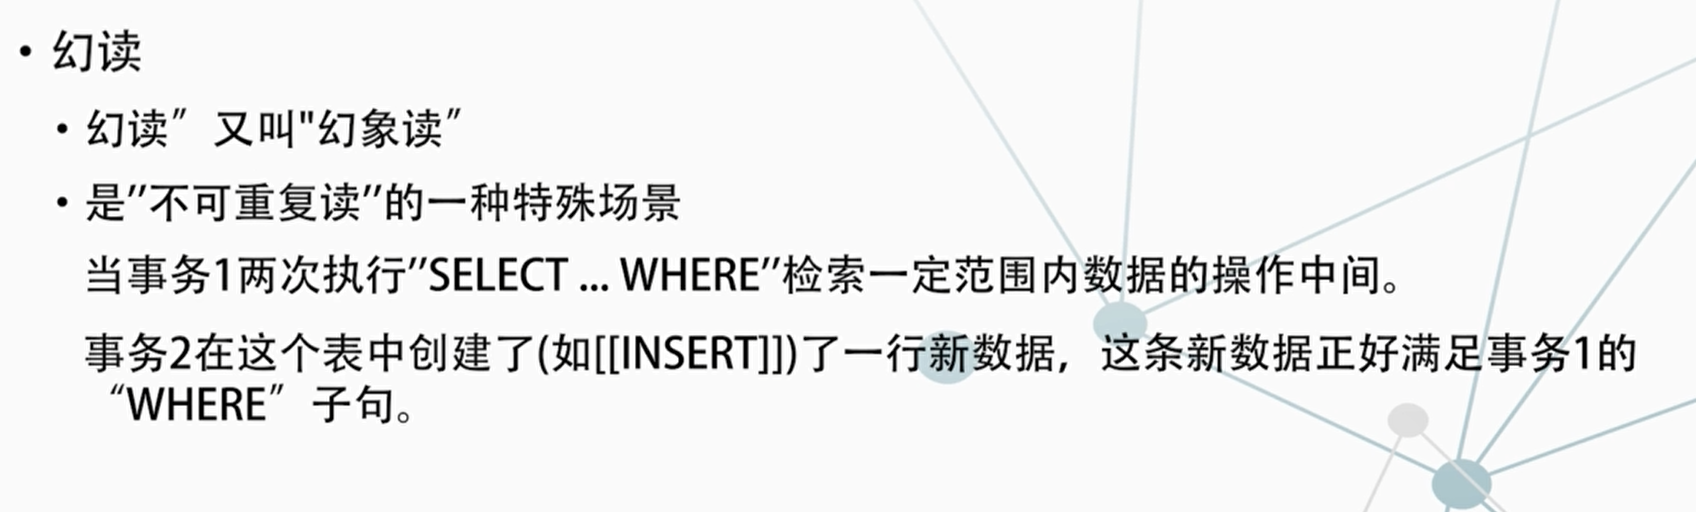 • 幻读
• 幻读” 又叫"幻象读”
• 是”不可重复读”的一种特殊场景
当事务1两次执行”SELECT ... WHERE”检索一定范围内数据的操作中间。
事务2在这个表中创建了(如[[INSERT]])了一行新数据，这条新数据正好满足事务1的
“WHERE” 子句。